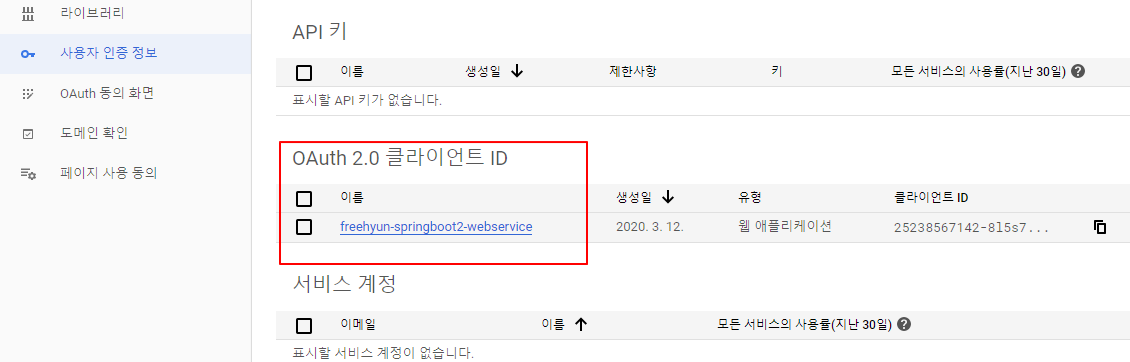 라이브러리
사용자 인증 정보
OAuth 동의 화면
도메인 확인
페이지 사용 동의
API 키
이름 생성일 제한사항 키 모든 서비스의 사용률(지난 30일)
표시할 API 키가 없습니다.
OAuth 2.0 클라이언트 ID
이름 생성일 유형 클라이언트 ID
freehyun-springboot2-webservice 2020. 3. 12. 웹 애플리케이션 25238567142-8l5s7...
서비스 계정
이메일 이름 모든 서비스의 사용률(지난 30일)
표시할 서비스 계정이 없습니다.